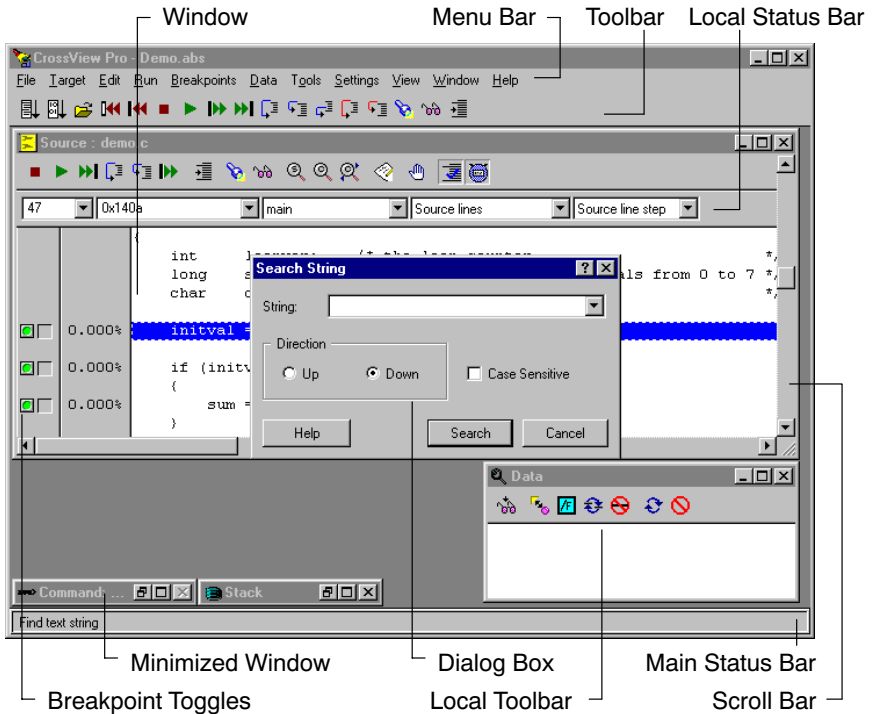 Window Menu Bar Toolbar Local Status Bar
CrossView Pro - Demo.abs
File Target Edit Run Breakpoints Data Tools Settings View Window Help
Source : demo.c
47 0x140a main Source lines Source line step
{
int /* the loop counter */
long als from 0 to 7 */
char */
Search String
String:
0.000% initval =
Direction
Up Down Case Sensitive
0.000% if (initv
{
0.000% sum =
}
Help Search Cancel
Data
Command: ... Stack
Find text string
Minimized Window Dialog Box Main Status Bar
Breakpoint Toggles Local Toolbar Scroll Bar